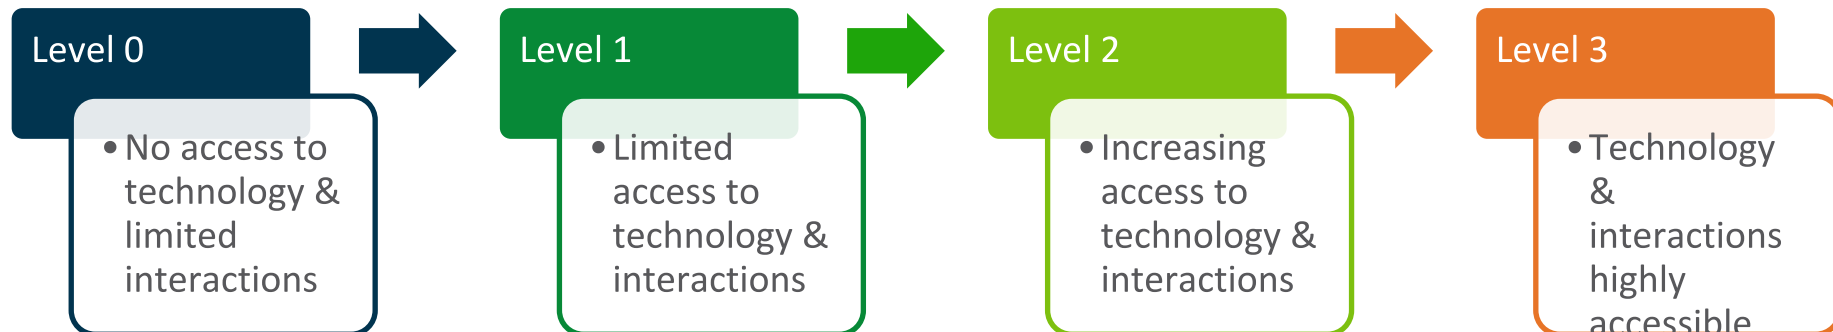 Level 0
• No access to
technology &
limited
interactions
Level 1
• Limited
access to
technology &
interactions
Level 2
• Increasing
access to
technology &
interactions
Level 3
• Technology
&
interactions
highly
accessible